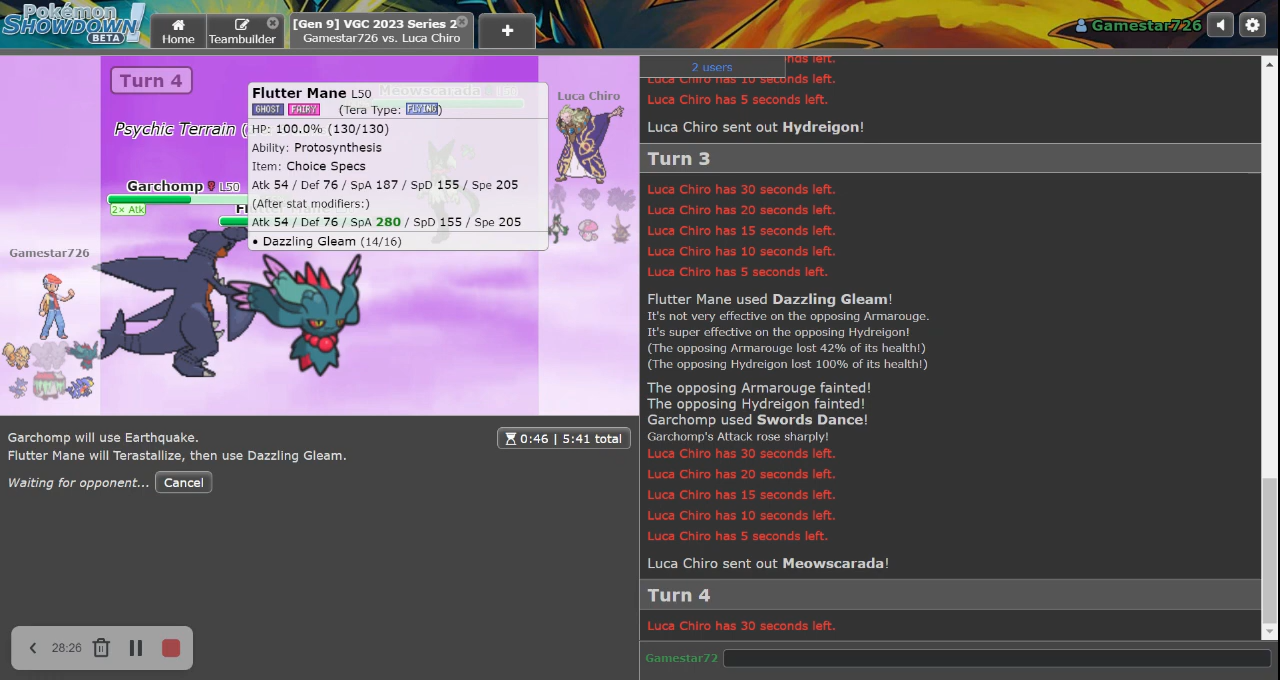 Pokémon
SHOWDOWN!
BETA
Home
Teambuilder
[Gen 9] VGC 2023 Series 2
Gamestar726 vs. Luca Chiro
+
Gamestar726
Turn 4
Psychic Terrain (
Garchomp L50
2× Atk
Fl
Gamestar726
Flutter Mane L50
Meowscarada L50
GHOST FAIRY (Tera Type: FLYING)
HP: 100.0% (130/130)
Ability: Protosynthesis
Item: Choice Specs
Atk 54 / Def 76 / SpA 187 / SpD 155 / Spe 205
(After stat modifiers:)
Atk 54 / Def 76 / SpA 280 / SpD 155 / Spe 205
• Dazzling Gleam (14/16)
Luca Chiro
Garchomp will use Earthquake.
Flutter Mane will Terastallize, then use Dazzling Gleam.
Waiting for opponent... Cancel
0:46 | 5:41 total
28:26
2 users
nds left.
Luca Chiro has 10 seconds left.
Luca Chiro has 5 seconds left.
Luca Chiro sent out Hydreigon!
Turn 3
Luca Chiro has 30 seconds left.
Luca Chiro has 20 seconds left.
Luca Chiro has 15 seconds left.
Luca Chiro has 10 seconds left.
Luca Chiro has 5 seconds left.
Flutter Mane used Dazzling Gleam!
It's not very effective on the opposing Armarouge.
It's super effective on the opposing Hydreigon!
(The opposing Armarouge lost 42% of its health!)
(The opposing Hydreigon lost 100% of its health!)
The opposing Armarouge fainted!
The opposing Hydreigon fainted!
Garchomp used Swords Dance!
Garchomp's Attack rose sharply!
Luca Chiro has 30 seconds left.
Luca Chiro has 20 seconds left.
Luca Chiro has 15 seconds left.
Luca Chiro has 10 seconds left.
Luca Chiro has 5 seconds left.
Luca Chiro sent out Meowscarada!
Turn 4
Luca Chiro has 30 seconds left.
Gamestar72